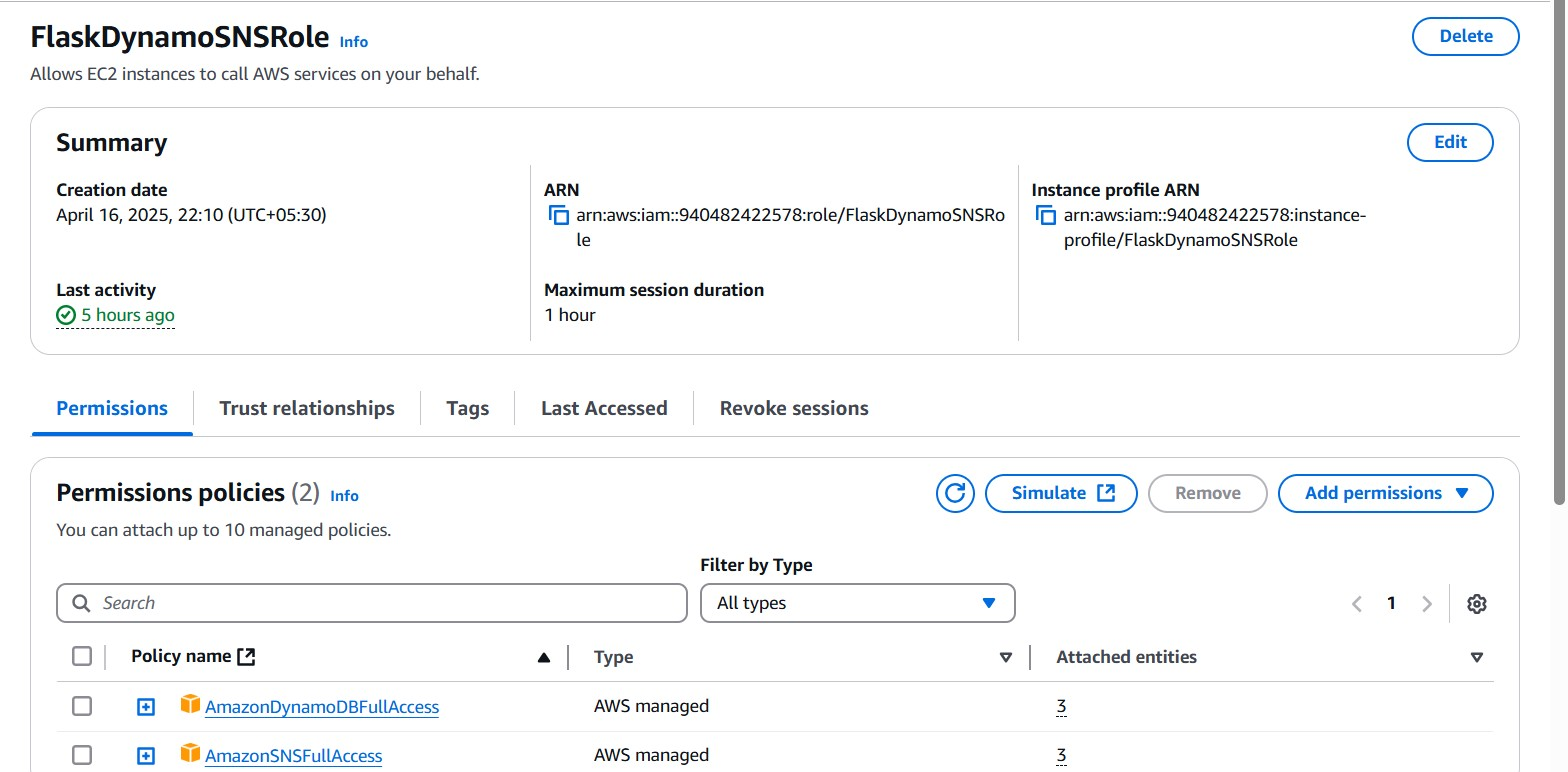 FlaskDynamoSNSRole Info
Delete
Allows EC2 instances to call AWS services on your behalf.
Summary
Edit
Creation date
April 16, 2025, 22:10 (UTC+05:30)
ARN
arn:aws:iam::940482422578:role/FlaskDynamoSNSRo
le
Instance profile ARN
arn:aws:iam::940482422578:instance-
profile/FlaskDynamoSNSRole
Last activity
5 hours ago
Maximum session duration
1 hour
Permissions
Trust relationships
Tags
Last Accessed
Revoke sessions
Permissions policies (2) Info
Simulate
Remove
Add permissions
You can attach up to 10 managed policies.
Filter by Type
Search
All types
1
Policy name
Type
Attached entities
AmazonDynamoDBFullAccess
AWS managed
3
AmazonSNSFullAccess
AWS managed
3